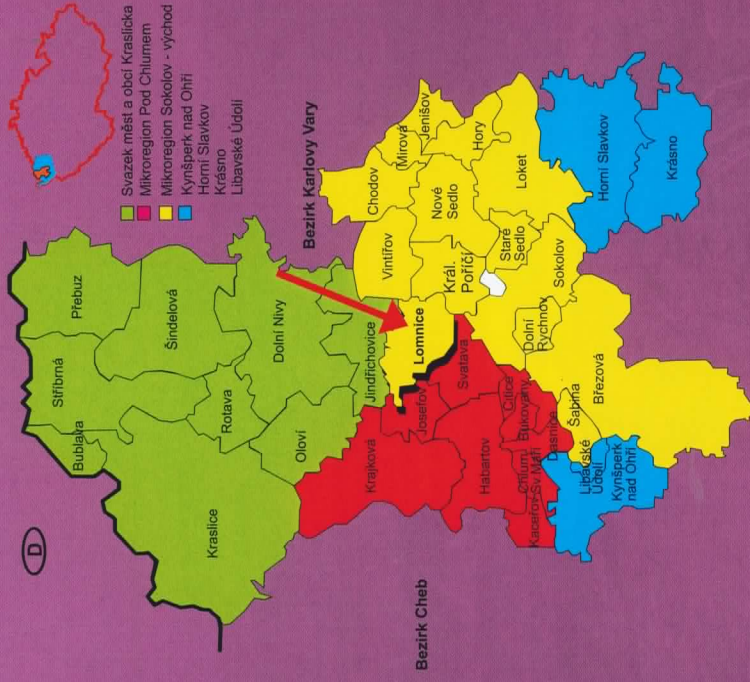 D
Svazek měst a obcí Kraslicka
Mikroregion Pod Chlumem
Mikroregion Sokolov - východ
Kynšperk nad Ohří
Horní Slavkov
Krásno
Libavské Údolí
Stříbrná
Přebuz
Bublava
Šindelová
Kraslice
Rotava
Dolní Nivy
Oloví
Jindřichovice
Bezirk Karlovy Vary
Krajková
Josefov
Lomnice
Vintířov
Chodov
Mírová
Jenišov
Bezirk Cheb
Habartov
Svatava
Král.
Poříčí
Nové
Sedlo
Hory
Citice
Bukovany
Dasnice
Chlum
Sv.Maří
Kaceřov
Dolní
Rychnov
Staré
Sedlo
Sokolov
Loket
Šabina
Březová
Libavské
Údolí
Kynšperk
nad Ohří
Horní Slavkov
Krásno